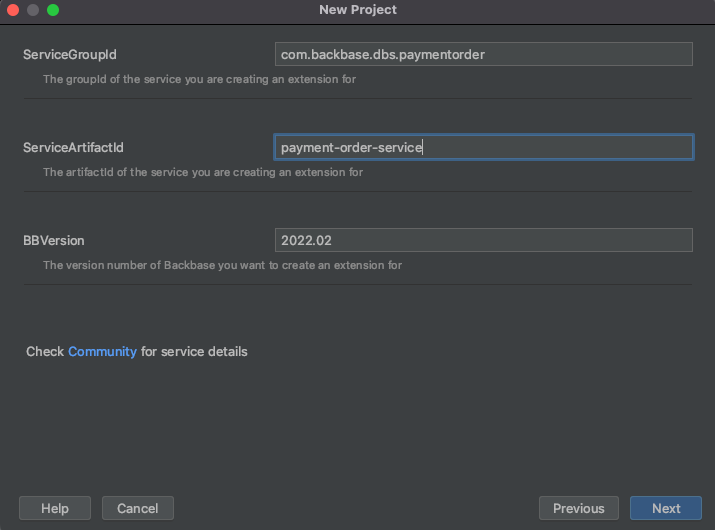 New Project
ServiceGroupId
com.backbase.dbs.paymentorder
The groupId of the service you are creating an extension for
ServiceArtifactId
payment-order-service
The artifactId of the service you are creating an extension for
BBVersion
2022.02
The version number of Backbase you want to create an extension for
Check Community for service details
Help
Cancel
Previous
Next